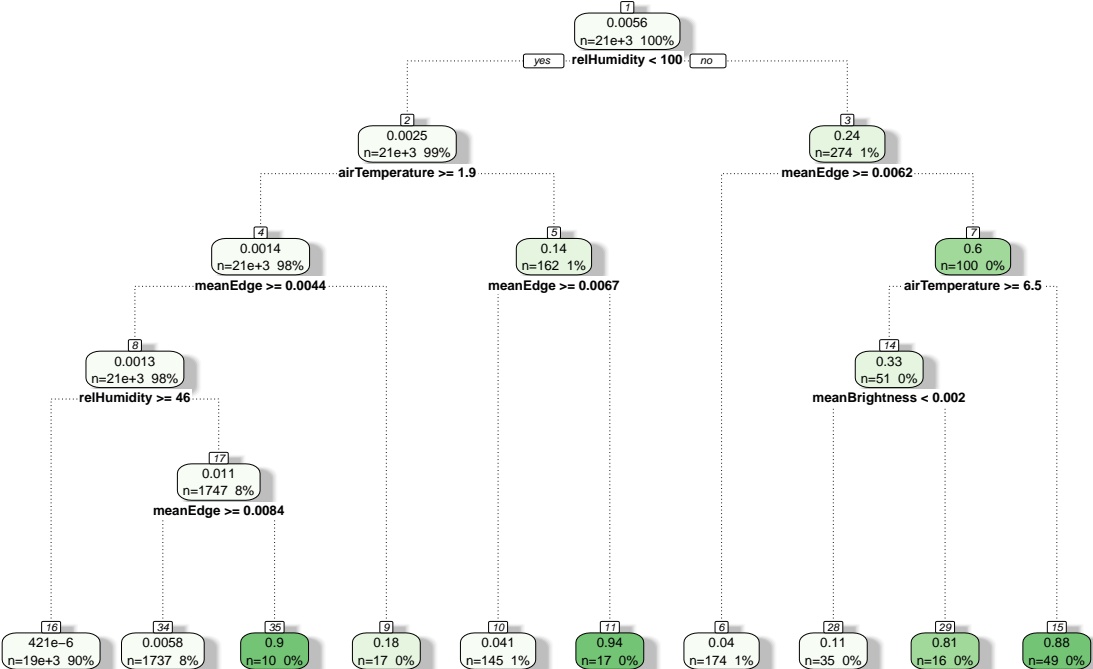 1
0.0056
n=21e+3 100%
yes relHumidity < 100 no
2
0.0025
n=21e+3 99%
airTemperature >= 1.9
3
0.24
n=274 1%
meanEdge >= 0.0062
4
0.0014
n=21e+3 98%
meanEdge >= 0.0044
5
0.14
n=162 1%
meanEdge >= 0.0067
7
0.6
n=100 0%
airTemperature >= 6.5
8
0.0013
n=21e+3 98%
relHumidity >= 46
14
0.33
n=51 0%
meanBrightness < 0.002
17
0.011
n=1747 8%
meanEdge >= 0.0084
16
421e−6
n=19e+3 90%
34
0.0058
n=1737 8%
35
0.9
n=10 0%
9
0.18
n=17 0%
10
0.041
n=145 1%
11
0.94
n=17 0%
6
0.04
n=174 1%
28
0.11
n=35 0%
29
0.81
n=16 0%
15
0.88
n=49 0%